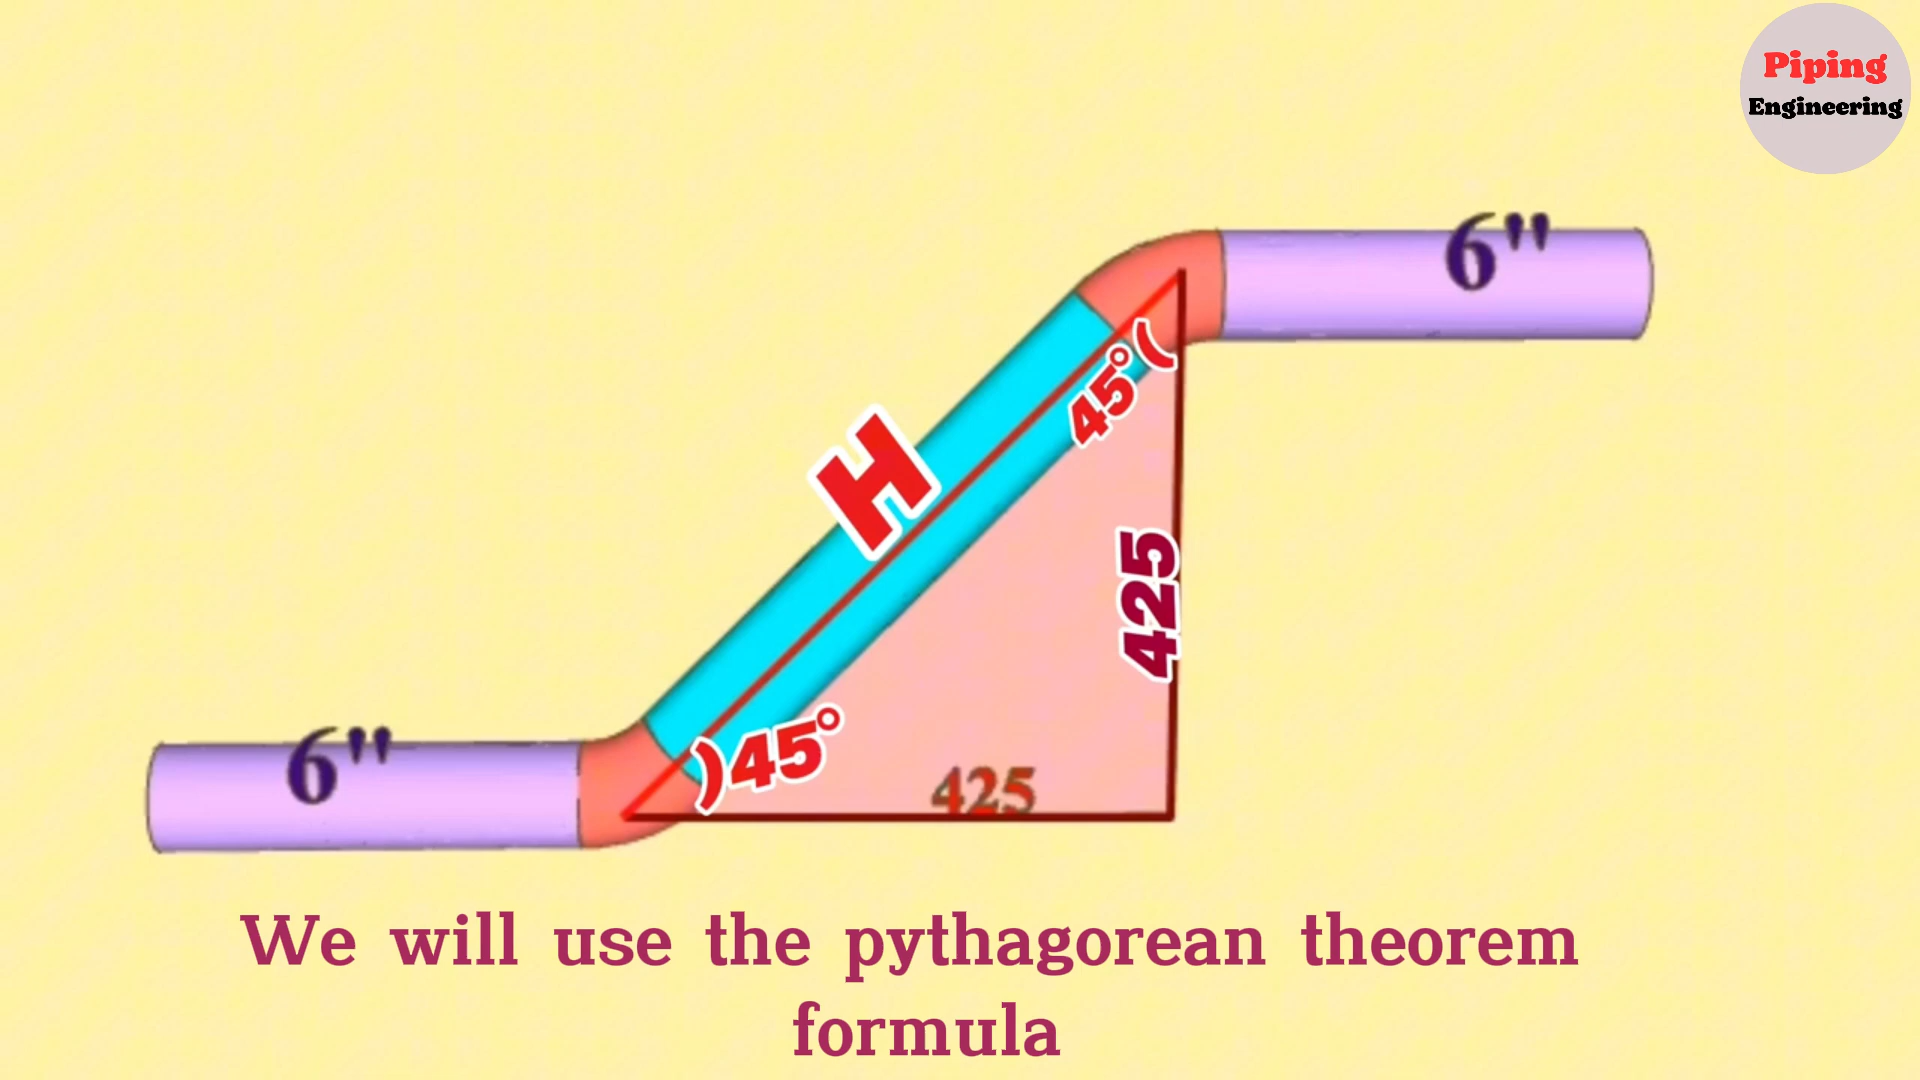 Piping
Engineering
6"
H
45°
425
6"
45°
425
We will use the pythagorean theorem
formula